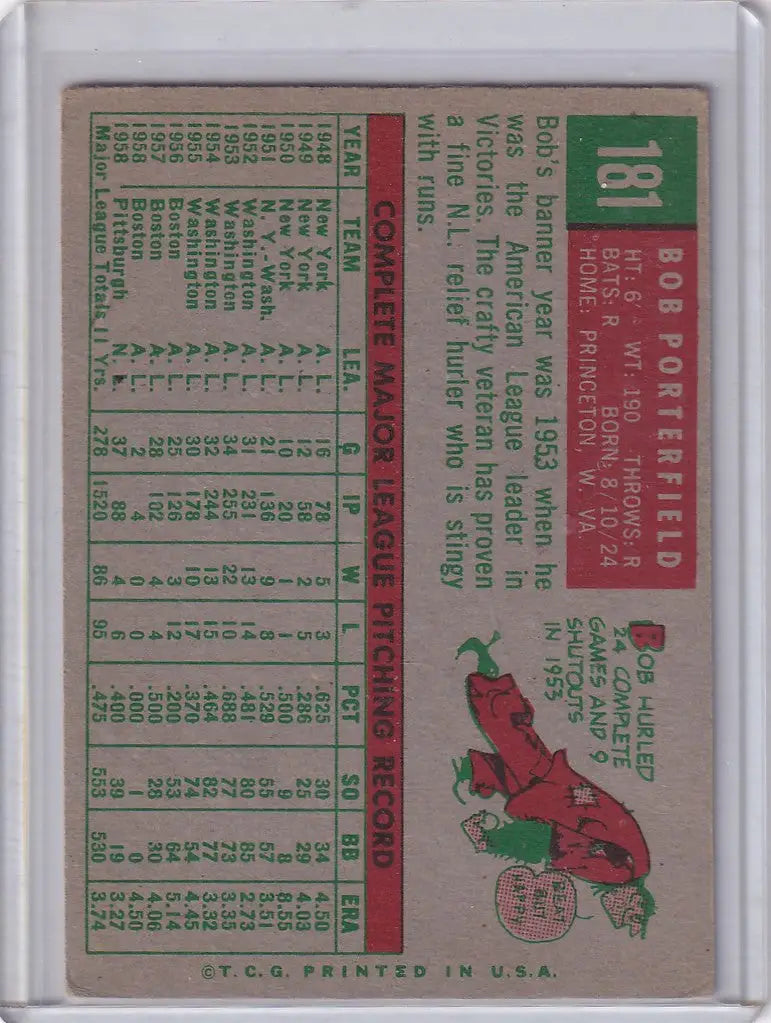 181
BOB PORTERFIELD
HT: 6' WT: 190 THROWS: R
BATS: R BORN: 8/10/24
HOME: PRINCETON, W. VA.
Bob's banner year was 1953 when he
was the American League leader in
Victories. The crafty veteran has proven
a fine N.L. relief hurler who is stingy
with runs.
BOB HURLED
24 COMPLETE
GAMES AND 9
SHUTOUTS
IN 1953
BEAT
BUT
HAPPY!
COMPLETE MAJOR LEAGUE PITCHING RECORD
YEAR TEAM LEA. G IP W L PCT SO BB ERA
1948 New York A. L. 16 78 5 3 .625 30 34 4.50
1949 New York A. L. 12 58 2 5 .286 25 29 4.03
1950 New York A. L. 10 20 1 1 .500 9 8 8.55
1951 N. Y.-Wash. A. L. 21 136 9 8 .529 55 57 3.51
1952 Washington A. L. 31 231 13 14 .481 80 85 2.73
1953 Washington A. L. 34 255 22 10 .688 77 73 3.35
1954 Washington A. L. 32 244 13 15 .464 82 77 3.32
1955 Washington A. L. 30 178 10 17 .370 74 54 4.45
1956 Boston A. L. 25 126 3 12 .200 53 64 5.14
1957 Boston A. L. 28 102 4 4 .500 28 30 4.06
1958 Boston A. L. 2 4 0 0 .000 1 0 4.50
1958 Pittsburgh N. L. 37 88 4 6 .400 39 19 3.27
Major League Totals 11 Yrs. 278 1520 86 95 .475 553 530 3.74
©T.C.G. PRINTED IN U.S.A.